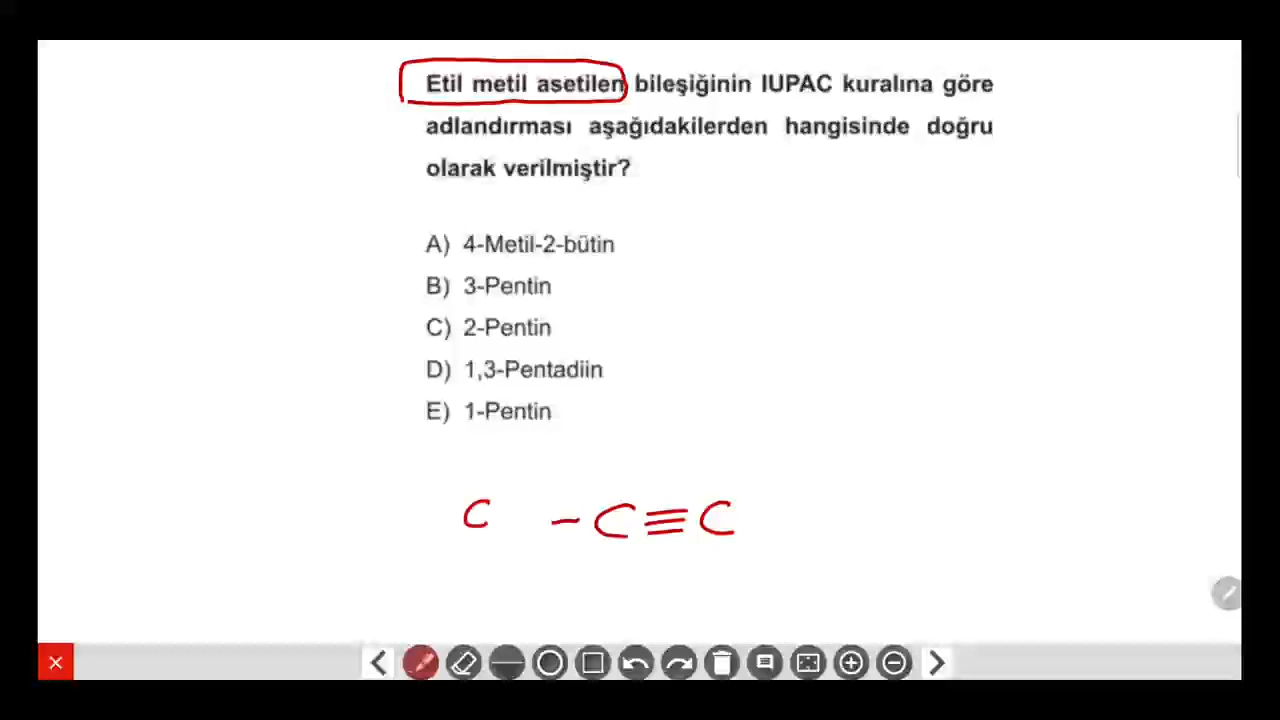 Etil metil asetilen bileşiğinin IUPAC kuralına göre
adlandırması aşağıdakilerden hangisinde doğru
olarak verilmiştir?
A) 4-Metil-2-bütin
B) 3-Pentin
C) 2-Pentin
D) 1,3-Pentadiin
E) 1-Pentin
C -C≡C